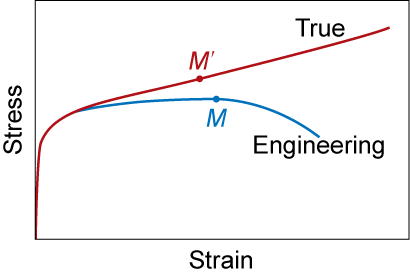 True
M′
M
Engineering
Stress
Strain